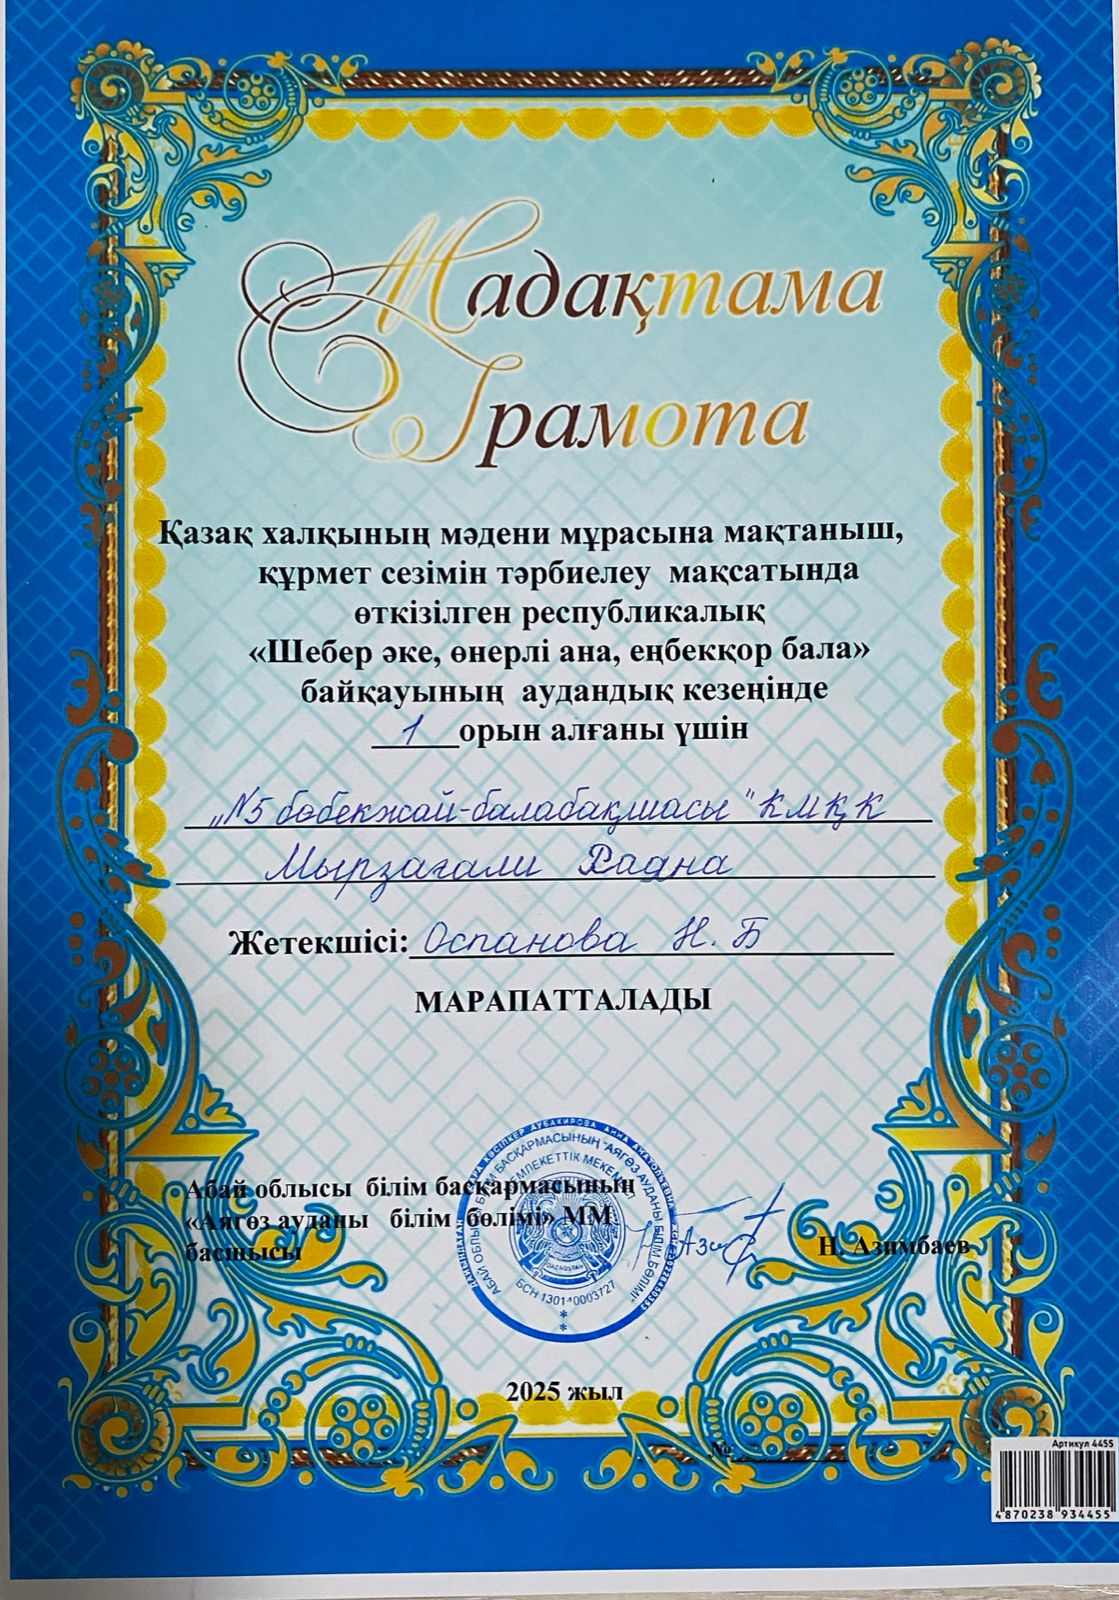 Мадақтама
Грамота
Қазақ халқының мәдени мұрасына мақтаныш,
құрмет сезімін тәрбиелеу мақсатында
өткізілген республикалық
«Шебер әке, өнерлі ана, еңбекқор бала»
байқауының аудандық кезеңінде
1 орын алғаны үшін
„№5 бөбекжай-балабақшасы" КМҚК
Мырзағали
Жетекшісі: Оспанова Н.Б
МАРАПАТТАЛАДЫ
Абай облысы білім басқармасының
«Аягөз ауданы білім бөлімі» ММ
басшысы
Н. Азимбаев
QAZAQSTAN
2025 жыл
№
Артикул 4455
4870238 934455